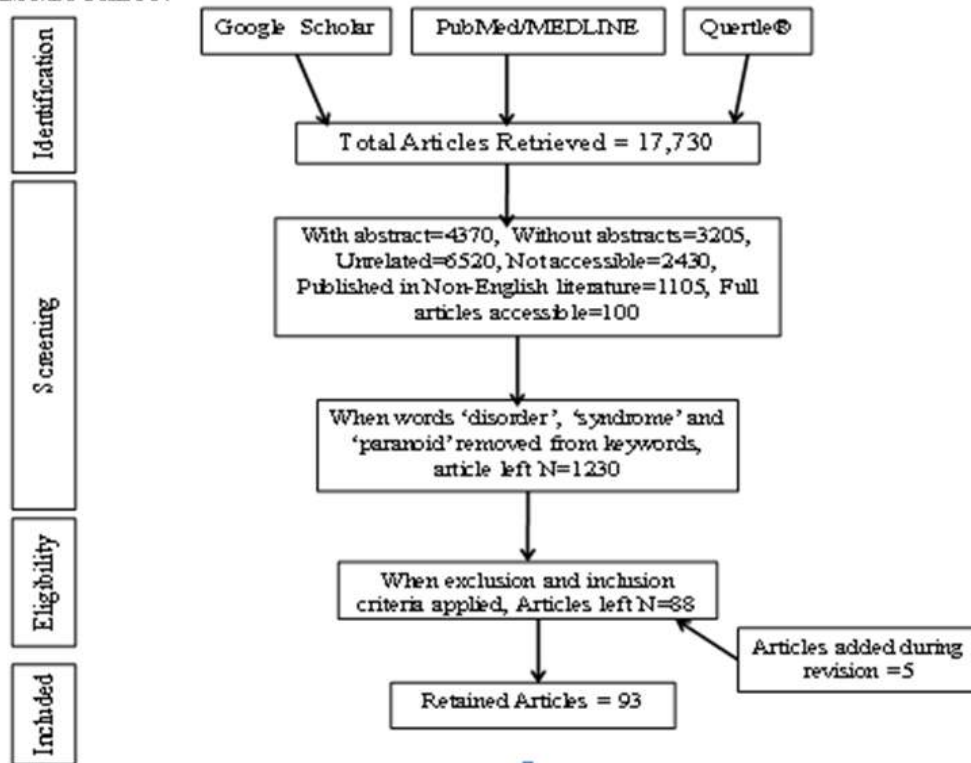 Identification
Google Scholar
PubMed/MEDLINE
Quertle®
Total Articles Retrieved = 17,730
Screening
With abstract=4370, Without abstracts=3205,
Unrelated=6520, Not accessible=2430,
Published in Non-English literature=1105, Full
articles accessible=100
When words ‘disorder’, ‘syndrome’ and
‘paranoid’ removed from keywords,
article left N=1230
Eligibility
When exclusion and inclusion
criteria applied, Articles left N=88
Articles added during
revision =5
Included
Retained Articles = 93